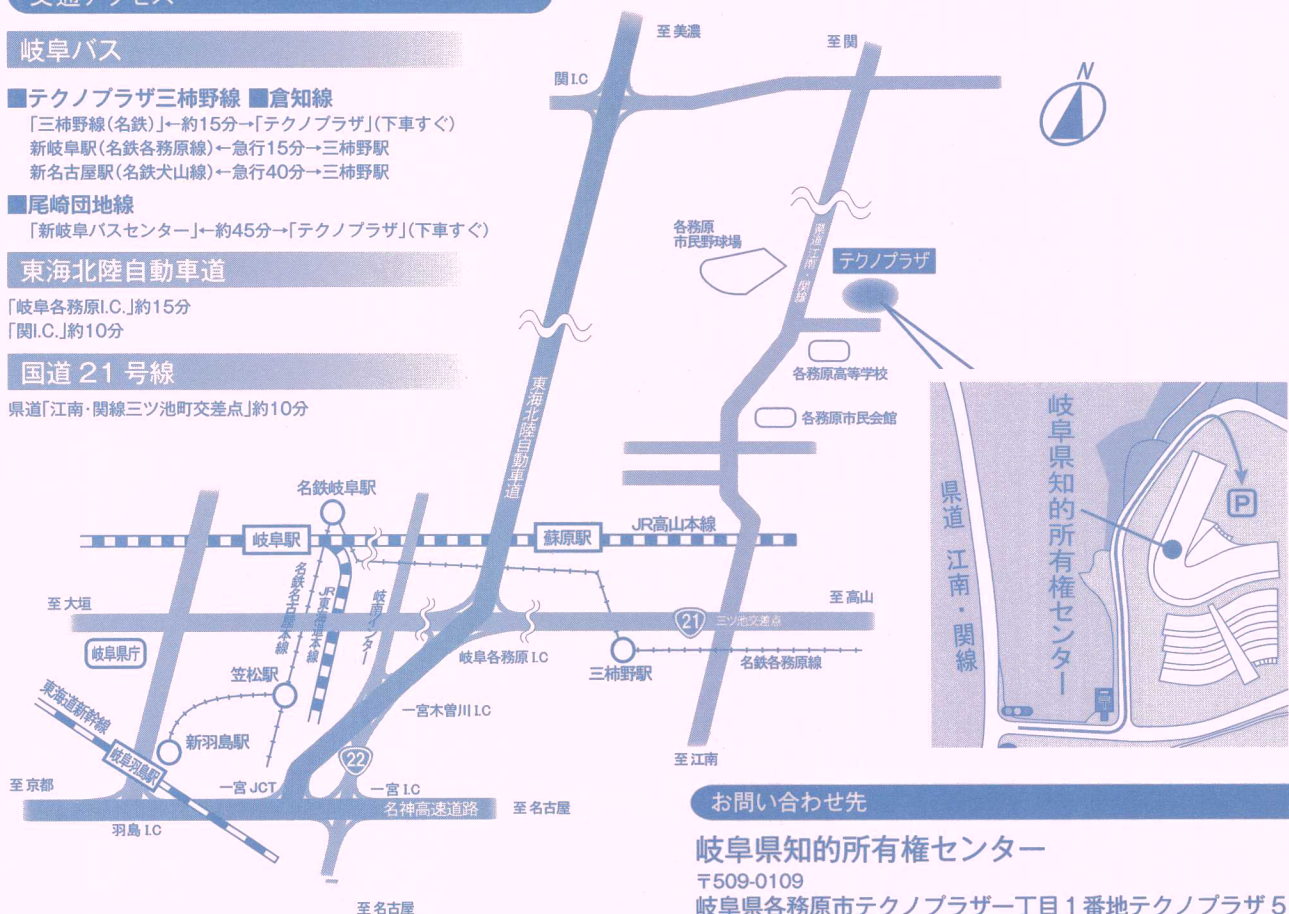 交通アクセス
岐阜バス
■テクノプラザ三柿野線 ■倉知線
「三柿野線(名鉄)」←約15分→「テクノプラザ」(下車すぐ)
新岐阜駅(名鉄各務原線)←急行15分→三柿野駅
新名古屋駅(名鉄犬山線)←急行40分→三柿野駅
■尾崎団地線
「新岐阜バスセンター」←約45分→「テクノプラザ」(下車すぐ)
東海北陸自動車道
「岐阜各務原I.C.」約15分
「関I.C.」約10分
国道21号線
県道「江南・関線三ツ池町交差点」約10分
至美濃
至関
関I.C
N
各務原
市民野球場
県道江南・関線
テクノプラザ
各務原高等学校
各務原市民会館
東海北陸自動車道
名鉄岐阜駅
岐阜駅
蘇原駅
JR高山本線
名鉄名古屋本線
JR東海道本線
岐南インター
至大垣
至高山
21
三ツ池交差点
岐阜県庁
岐阜各務原I.C
三柿野駅
名鉄各務原線
笠松駅
東海道新幹線
一宮木曽川I.C
新羽島駅
岐阜羽島駅
22
至江南
至京都
一宮JCT
一宮I.C
名神高速道路
至名古屋
羽島I.C
至名古屋
県道 江南・関線
岐阜県知的所有権センター
P
お問い合わせ先
岐阜県知的所有権センター
〒509-0109
岐阜県各務原市テクノプラザ一丁目1番地テクノプラザ5